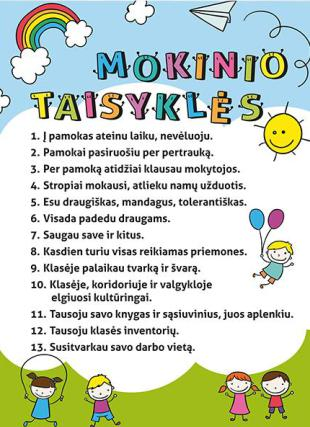 MOKINIO
TAISYKLĖS
1. Į pamokas ateinu laiku, nevėluoju.
2. Pamokai pasiruošiu per pertrauką.
3. Per pamoką atidžiai klausau mokytojos.
4. Stropiai mokausi, atlieku namų užduotis.
5. Esu draugiškas, mandagus, tolerantiškas.
6. Visada padedu draugams.
7. Saugau save ir kitus.
8. Kasdien turiu visas reikiamas priemones.
9. Klasėje palaikau tvarką ir švarą.
10. Klasėje, koridoriuje ir valgykloje
elgiuosi kultūringai.
11. Tausoju savo knygas ir sąsiuvinius, juos aplenkiu.
12. Tausoju klasės inventorių.
13. Susitvarkau savo darbo vietą.